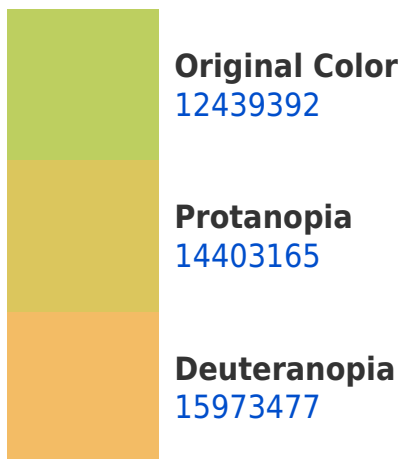 Original Color
12439392
Protanopia
14403165
Deuteranopia
15973477